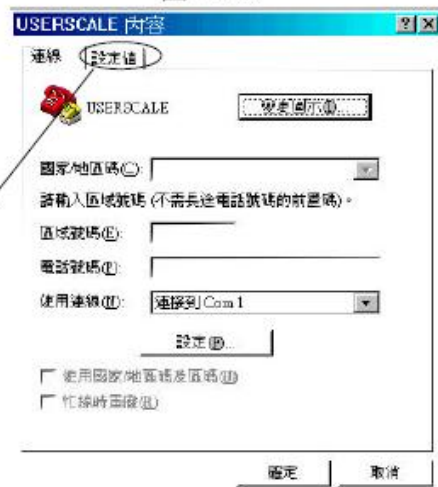 USERSCALE 內容
連線 設定值
USERSCALE 變更圖示(I)...
國家/地區碼(C):
請輸入區域號碼 (不需長途電話號碼的前置碼)。
區域號碼(E):
電話號碼(P):
使用連線(N): 連接到 Com 1
設定(F)...
使用國家/地區碼及區碼(U)
忙線時重撥(R)
確定 取消